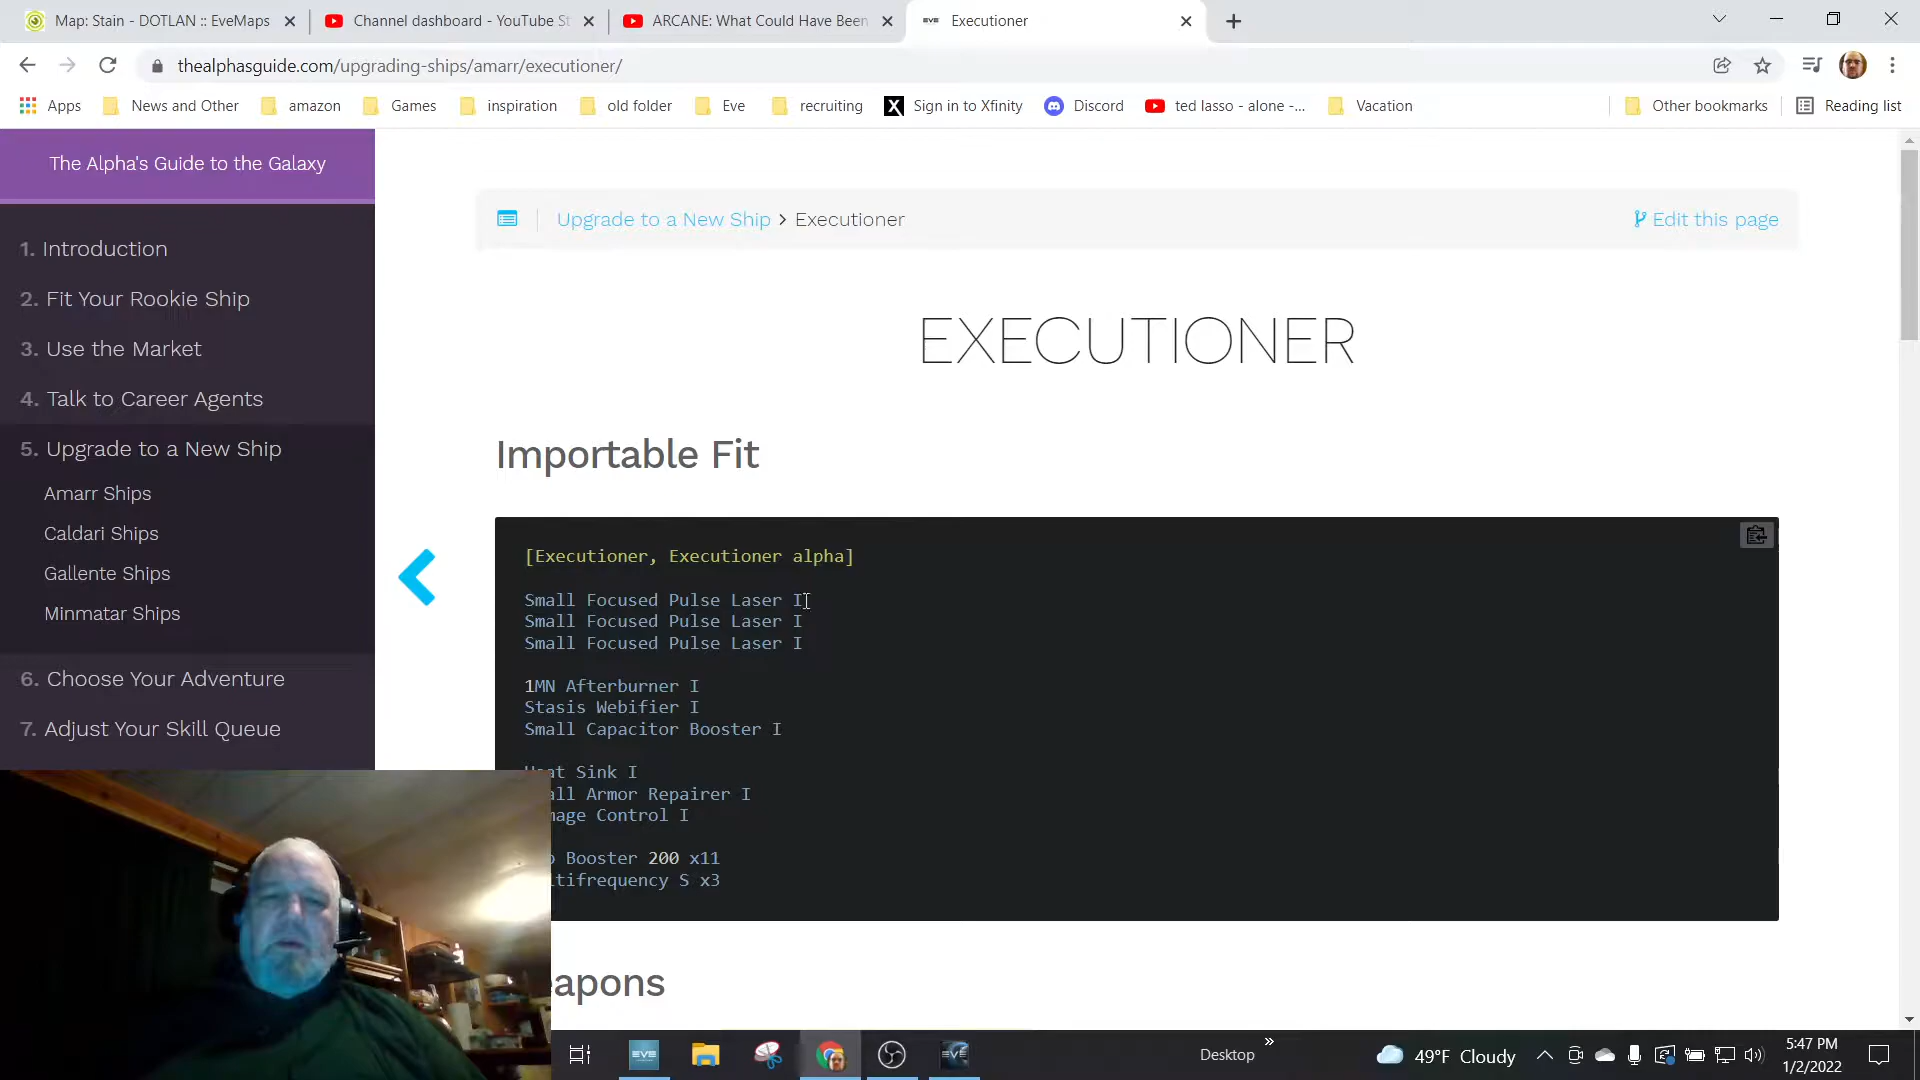 Map: Stain - DOTLAN :: EveMaps
Channel dashboard - YouTube St
ARCANE: What Could Have Been
Executioner
thealphasguide.com/upgrading-ships/amarr/executioner/
Apps
News and Other
amazon
Games
inspiration
old folder
Eve
recruiting
X
Sign in to Xfinity
Discord
ted lasso - alone -...
Vacation
Other bookmarks
Reading list
The Alpha's Guide to the Galaxy
1. Introduction
2. Fit Your Rookie Ship
3. Use the Market
4. Talk to Career Agents
5. Upgrade to a New Ship
Amarr Ships
Caldari Ships
Gallente Ships
Minmatar Ships
6. Choose Your Adventure
7. Adjust Your Skill Queue
Upgrade to a New Ship > Executioner
Edit this page
EXECUTIONER
Importable Fit
[Executioner, Executioner alpha]
Small Focused Pulse Laser I
Small Focused Pulse Laser I
Small Focused Pulse Laser I
1MN Afterburner I
Stasis Webifier I
Small Capacitor Booster I
Heat Sink I
all Armor Repairer I
mage Control I
Booster 200 x11
tifrequency S x3
eapons
EVE
EVE
Desktop
»
49°F Cloudy
5:47 PM
1/2/2022